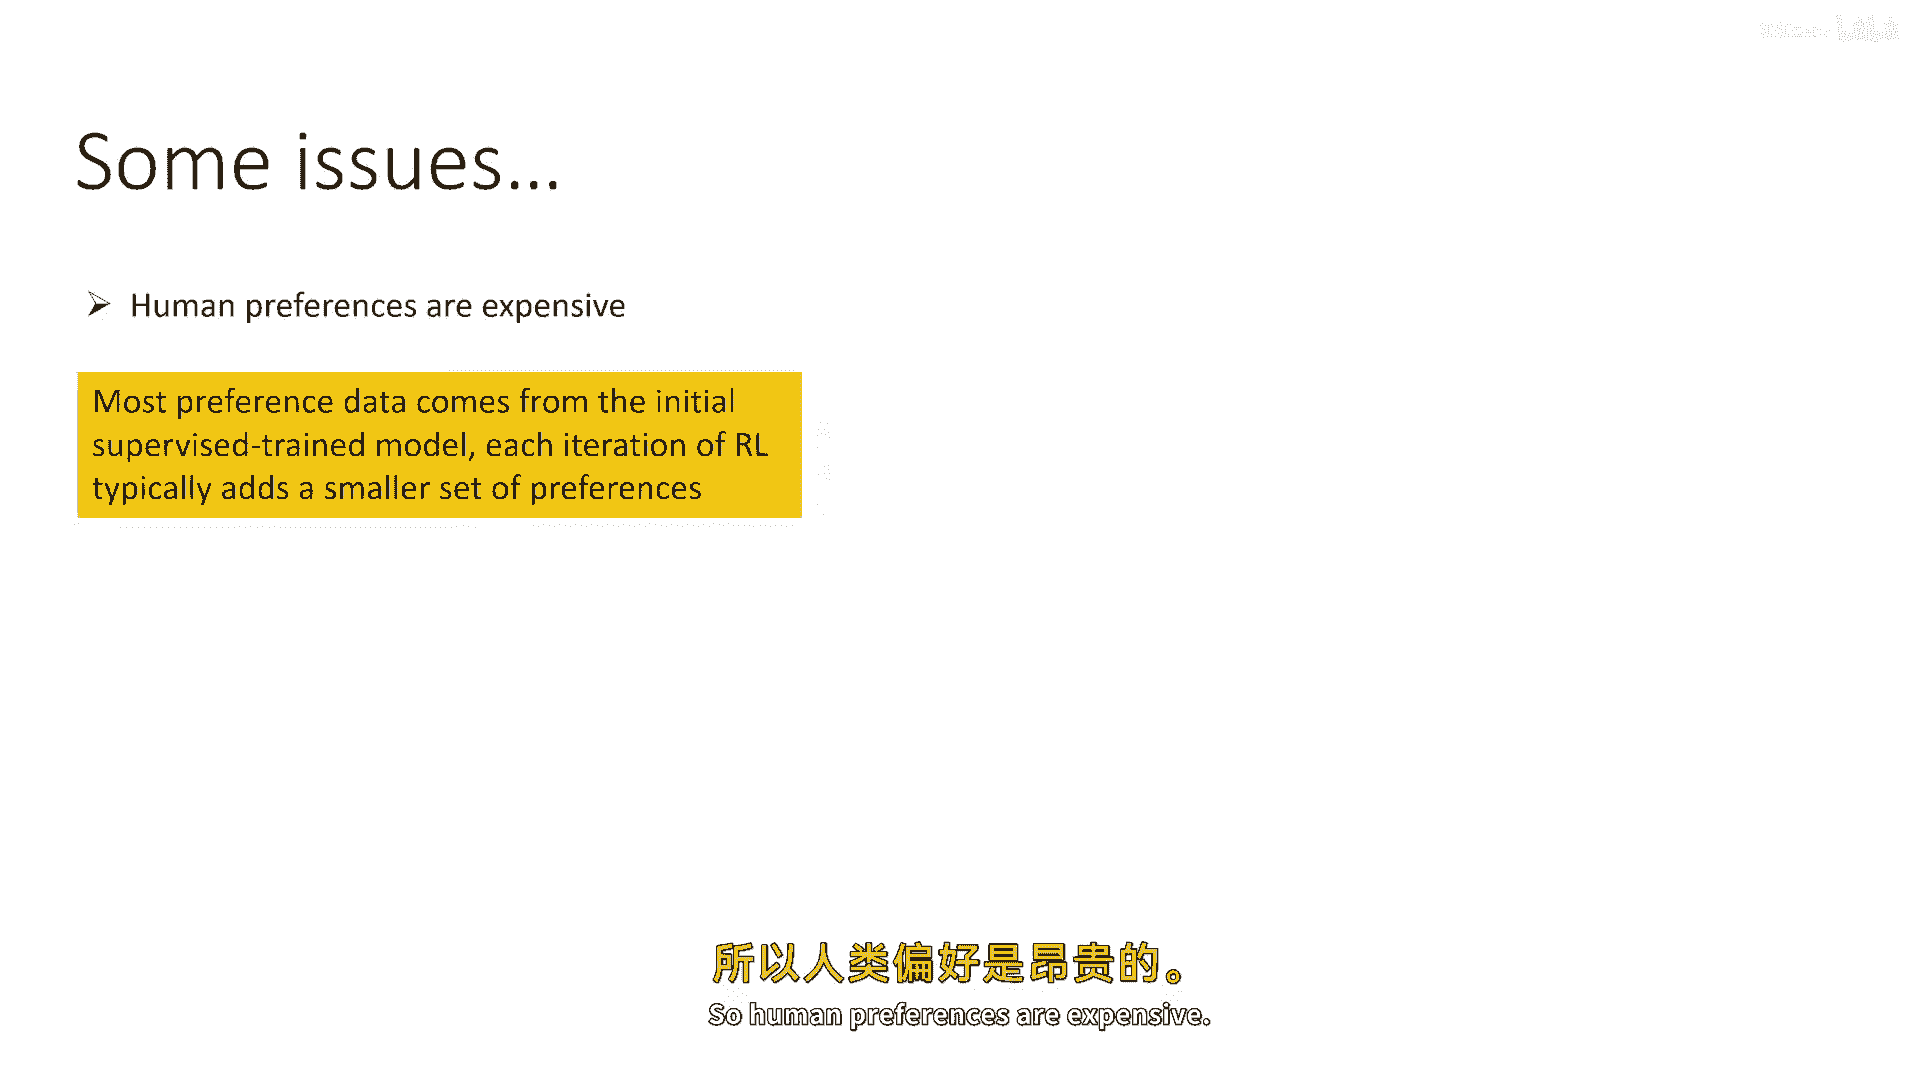 Some issues...
➢ Human preferences are expensive
Most preference data comes from the initial
supervised-trained model, each iteration of RL
typically adds a smaller set of preferences
所以人类偏好是昂贵的。
So human preferences are expensive.